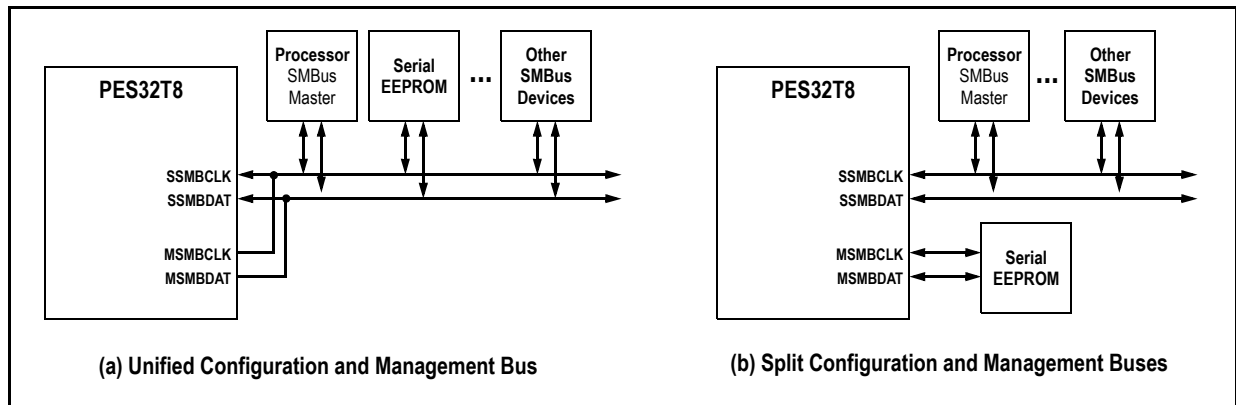 PES32T8
Processor
SMBus
Master
Serial
EEPROM
...
Other
SMBus
Devices
SSMBCLK
SSMBDAT
MSMBCLK
MSMBDAT
(a) Unified Configuration and Management Bus
PES32T8
Processor
SMBus
Master
...
Other
SMBus
Devices
SSMBCLK
SSMBDAT
MSMBCLK
MSMBDAT
Serial
EEPROM
(b) Split Configuration and Management Buses